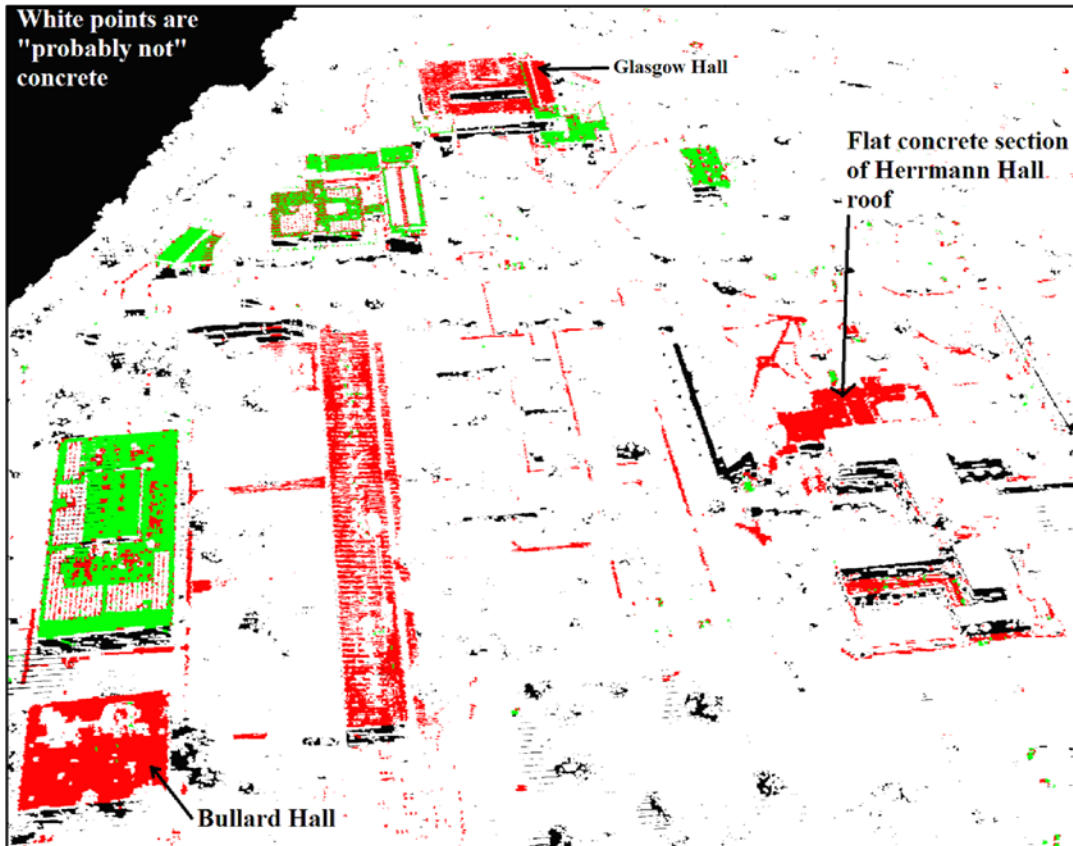 White points are
"probably not"
concrete
Glasgow Hall
Flat concrete section
of Herrmann Hall
roof
Bullard Hall